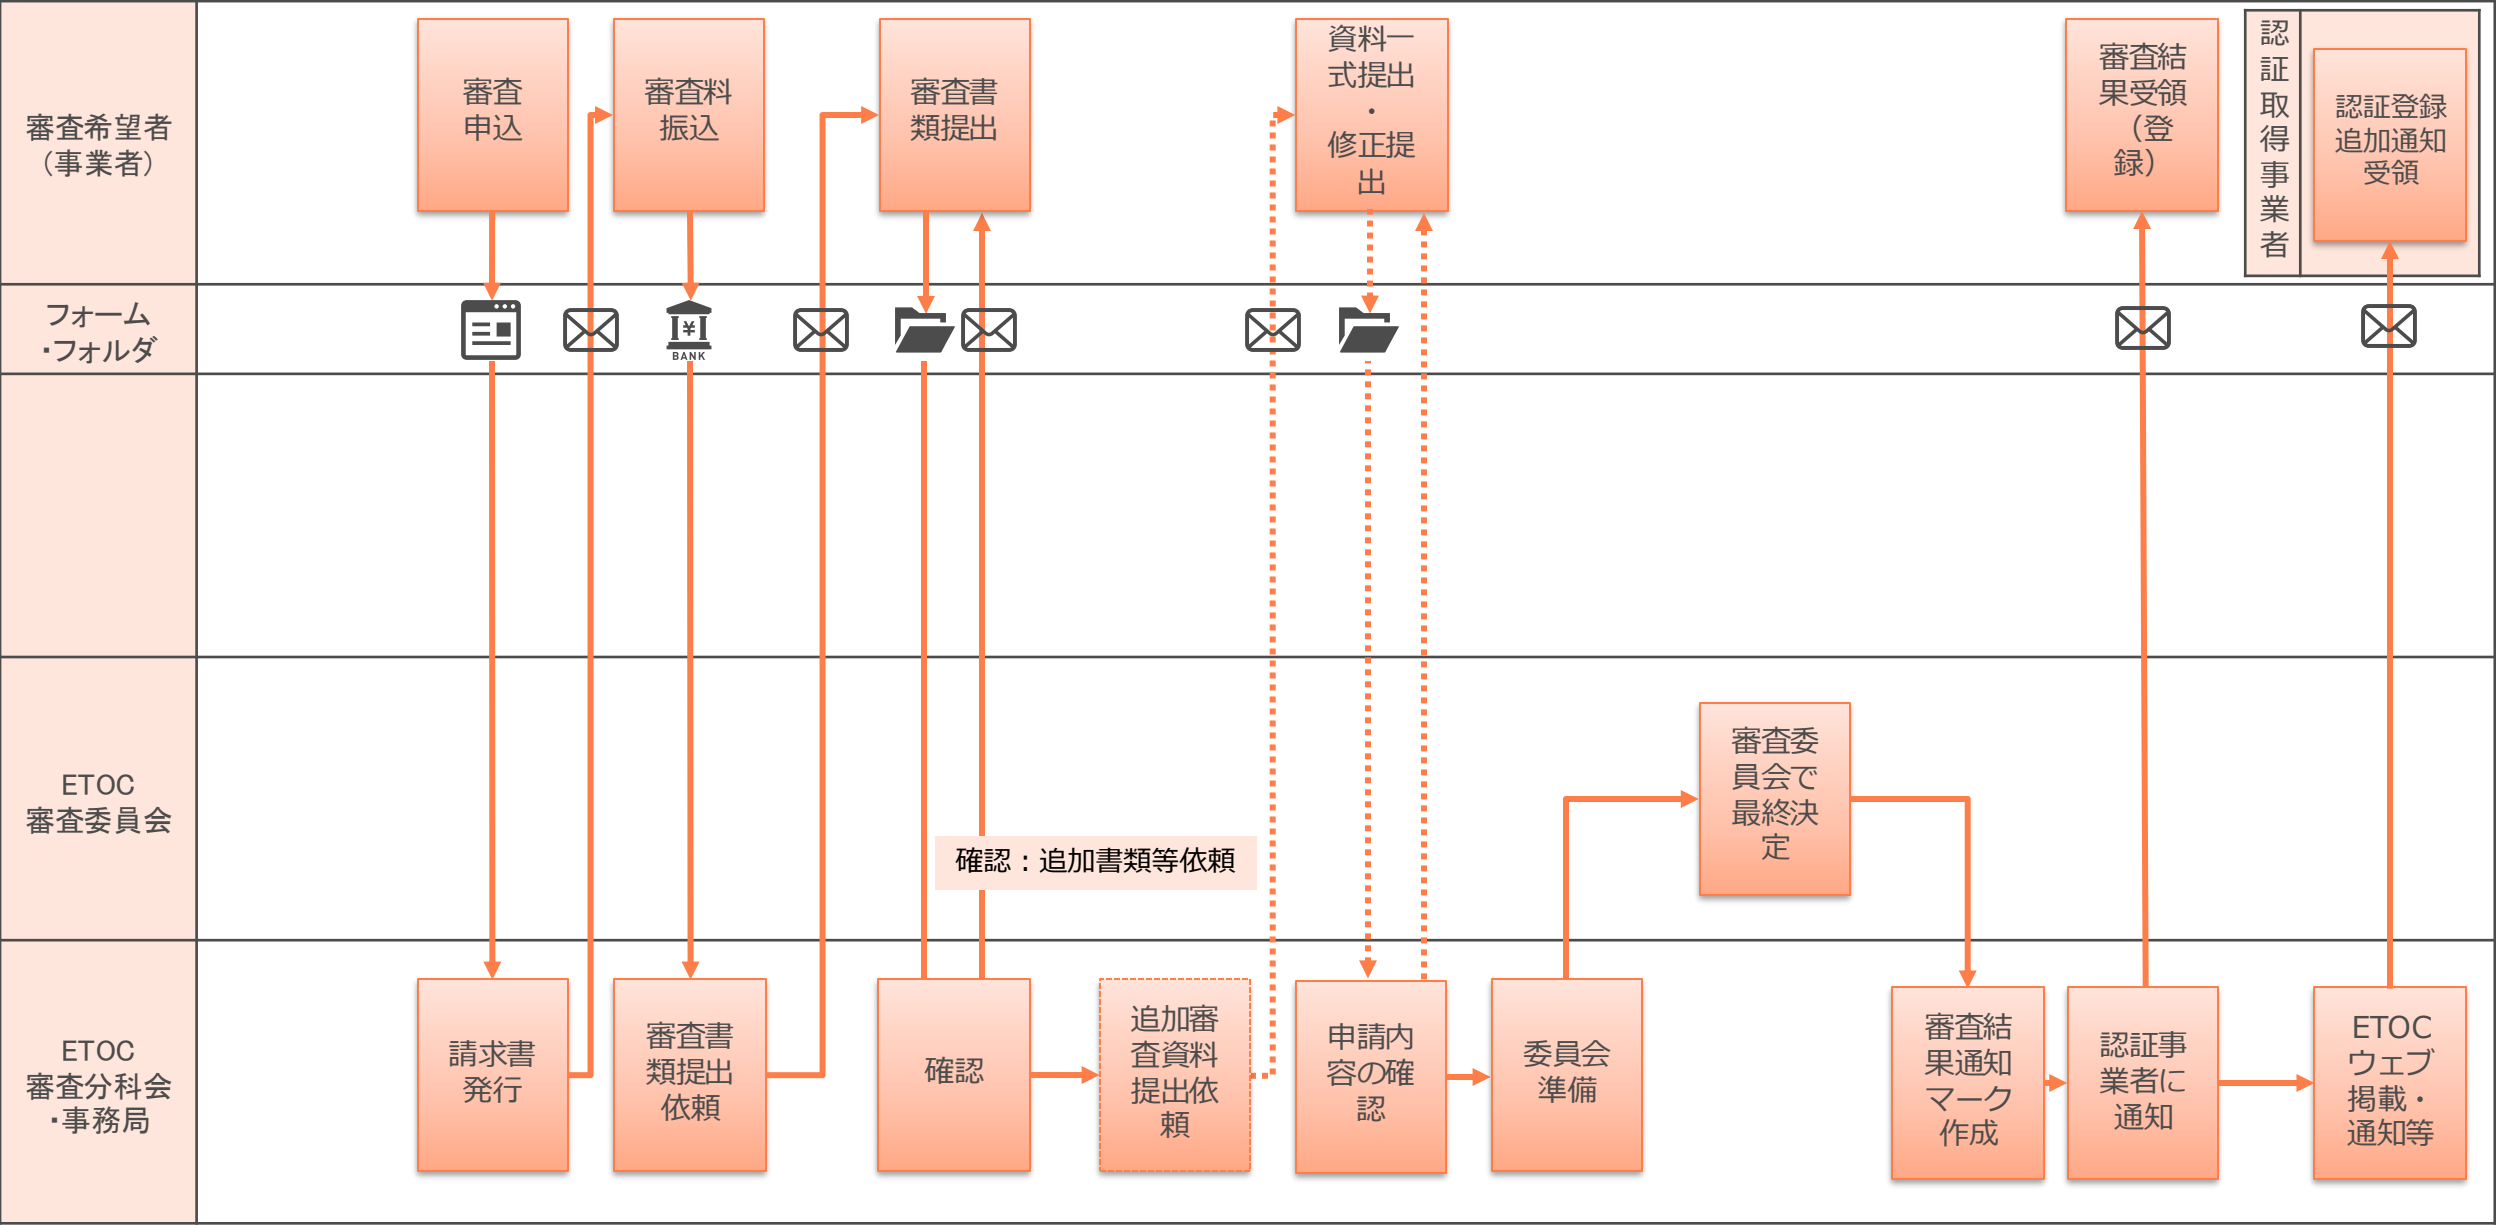 審査希望者
（事業者）
審査
申込
審査料
振込
審査書
類提出
資料一
式提出
・
修正提
出
審査結
果受領
（登
録）
認
証
取
得
事
業
者
認証登録
追加通知
受領
フォーム
・フォルダ
¥
BANK
ETOC
審査委員会
審査委
員会で
最終決
定
確認：追加書類等依頼
ETOC
審査分科会
・事務局
請求書
発行
審査書
類提出
依頼
確認
追加審
査資料
提出依
頼
申請内
容の確
認
委員会
準備
審査結
果通知
マーク
作成
認証事
業者に
通知
ETOC
ウェブ
掲載・
通知等